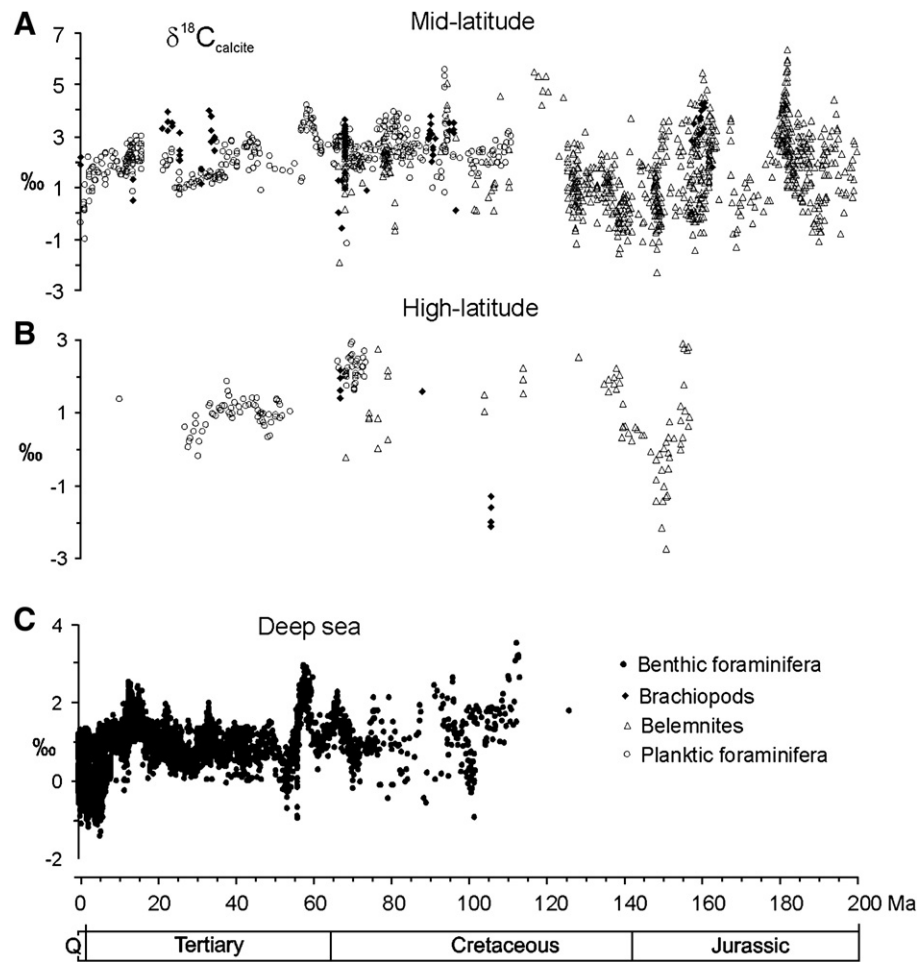 A
Mid-latitude
δ18Ccalcite
7
5
3
‰
1
-1
-3
B
High-latitude
3
1
‰
-1
-3
C
Deep sea
4
2
‰
0
-2
Benthic foraminifera
Brachiopods
Belemnites
Planktic foraminifera
0 20 40 60 80 100 120 140 160 180 200 Ma
Q Tertiary Cretaceous Jurassic